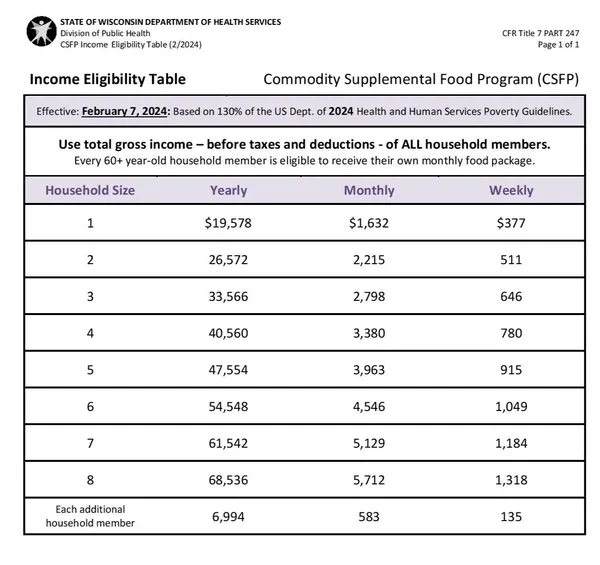 STATE OF WISCONSIN DEPARTMENT OF HEALTH SERVICES
Division of Public Health
CFR Title 7 PART 247
CSFP Income Eligibility Table (2/2024)
Page 1 of 1
Income Eligibility Table Commodity Supplemental Food Program (CSFP)
Effective: February 7, 2024: Based on 130% of the US Dept. of 2024 Health and Human Services Poverty Guidelines.
Use total gross income – before taxes and deductions - of ALL household members.
Every 60+ year-old household member is eligible to receive their own monthly food package.
Household Size Yearly Monthly Weekly
1 $19,578 $1,632 $377
2 26,572 2,215 511
3 33,566 2,798 646
4 40,560 3,380 780
5 47,554 3,963 915
6 54,548 4,546 1,049
7 61,542 5,129 1,184
8 68,536 5,712 1,318
Each additional
household member 6,994 583 135